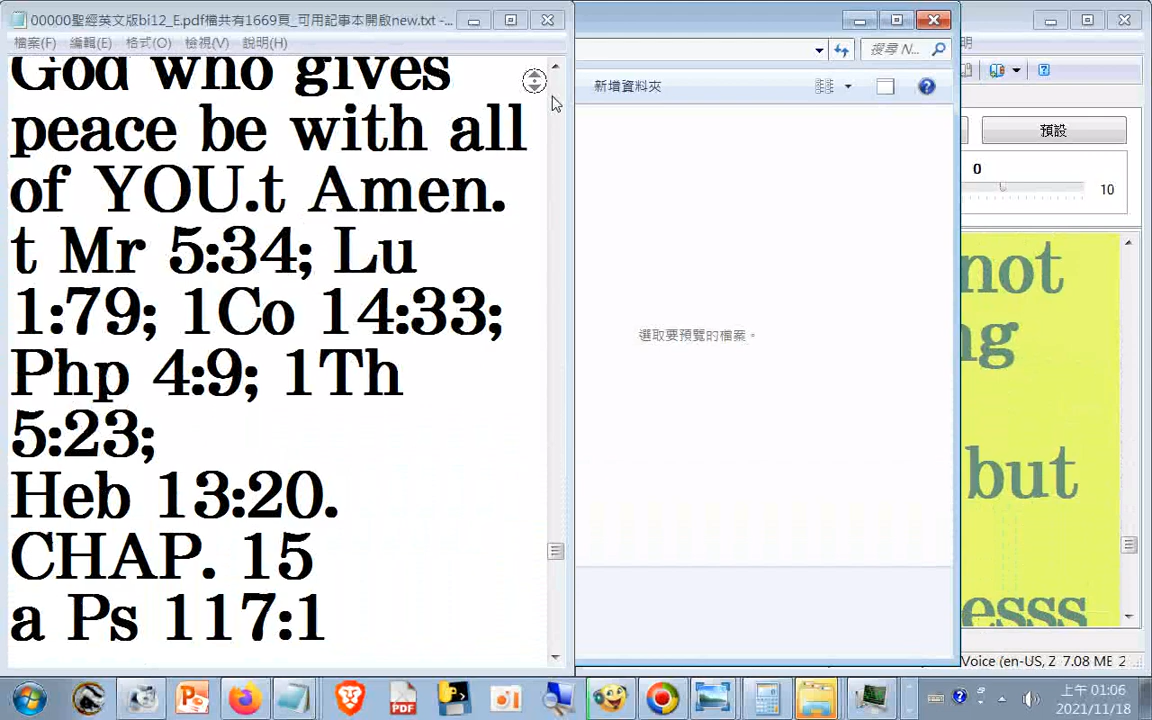 00000聖經英文版bi12_E.pdf檔共有1669頁_可用記事本開啟new.txt -...
檔案(F) 編輯(E) 格式(O) 檢視(V) 說明(H)
God who gives
peace be with all
of YOU.t Amen.
t Mr 5:34; Lu
1:79; 1Co 14:33;
Php 4:9; 1Th
5:23;
Heb 13:20.
CHAP. 15
a Ps 117:1
搜尋 N...
新增資料夾
選取要預覽的檔案。
明
預設
0
10
not
ng
but
esss
Voice (en-US, Z 7.08 ME 2
PDF
上午 01:06
2021/11/18